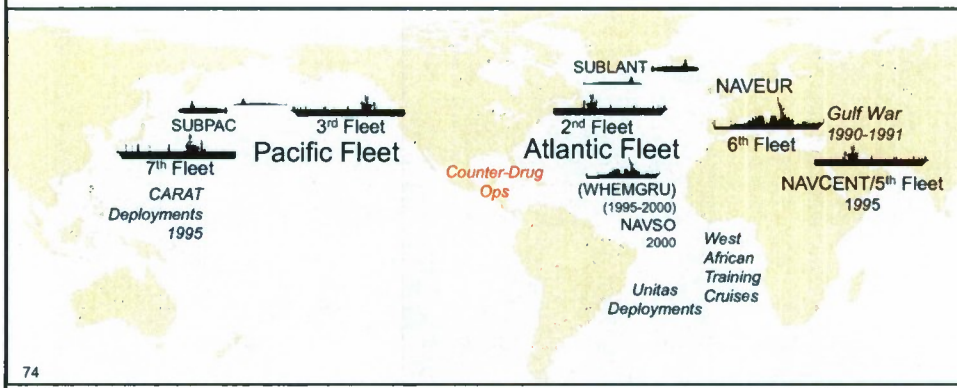 SUBPAC
3rd Fleet
7th Fleet
Pacific Fleet
CARAT
Deployments
1995
Counter-Drug
Ops
SUBLANT
2nd Fleet
Atlantic Fleet
(WHEMGRU)
(1995-2000)
NAVSO
2000
NAVEUR
6th Fleet
Gulf War
1990-1991
NAVCENT/5th Fleet
1995
West
African
Training
Cruises
Unitas
Deployments
74